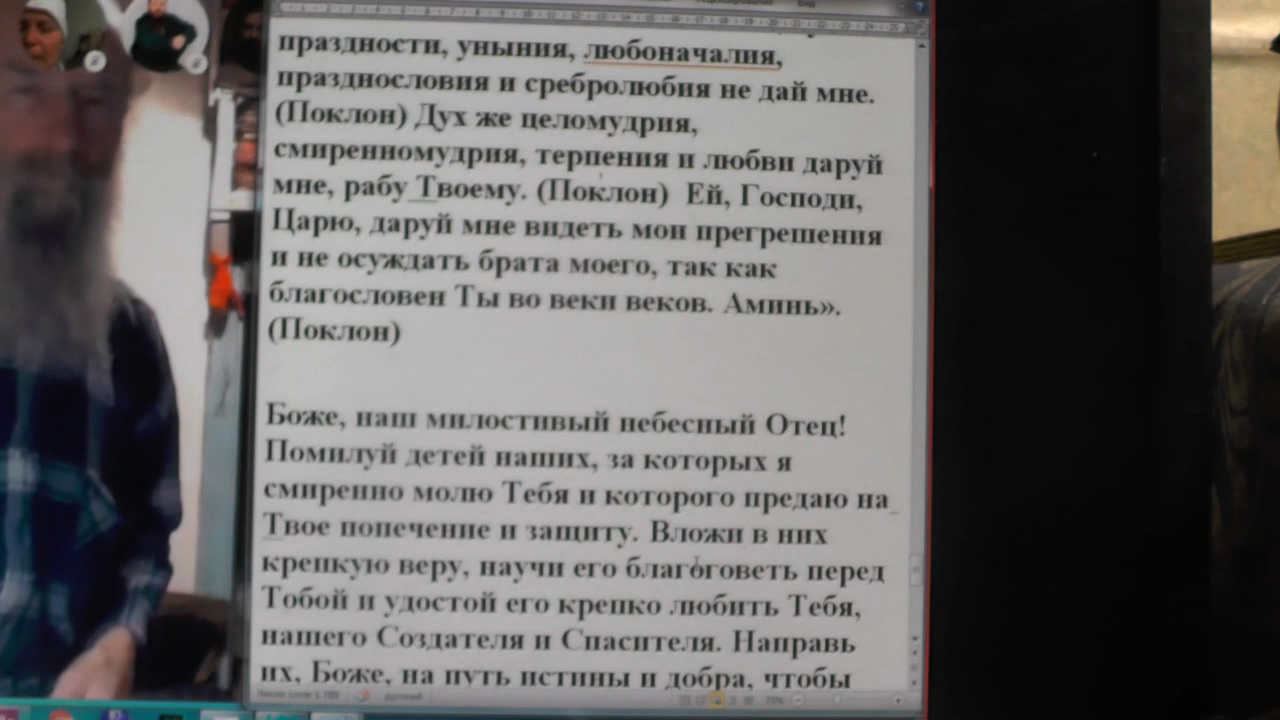 праздности, уныния, любоначалия,
празднословия и сребролюбия не дай мне.
(Поклон) Дух же целомудрия,
смиренномудрия, терпения и любви даруй
мне, рабу Твоему. (Поклон) Ей, Господи,
Царю, даруй мне видеть мои прегрешения
и не осуждать брата моего, так как
благословен Ты во веки веков. Аминь».
(Поклон)
Боже, наш милостивый небесный Отец!
Помилуй детей наших, за которых я
смиренно молю Тебя и которого предаю на
Твое попечение и защиту. Вложи в них
крепкую веру, научи его благоговеть перед
Тобой и удостой его крепко любить Тебя,
нашего Создателя и Спасителя. Направь
их, Боже, на путь истины и добра, чтобы